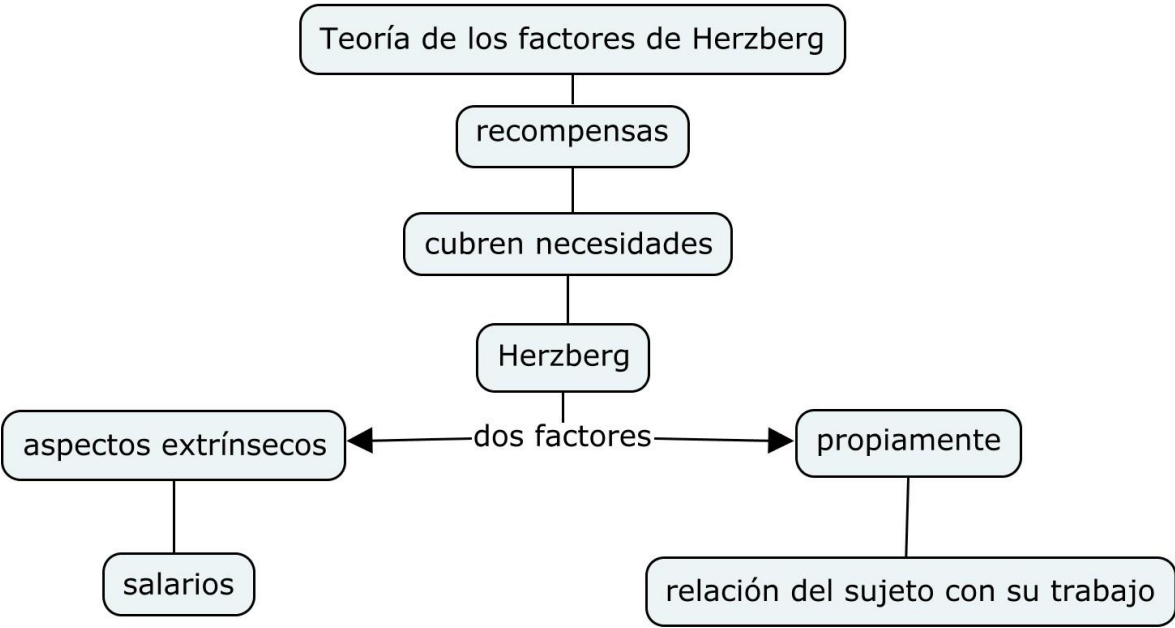 Teoría de los factores de Herzberg
recompensas
cubren necesidades
Herzberg
dos factores
aspectos extrínsecos
propiamente
salarios
relación del sujeto con su trabajo